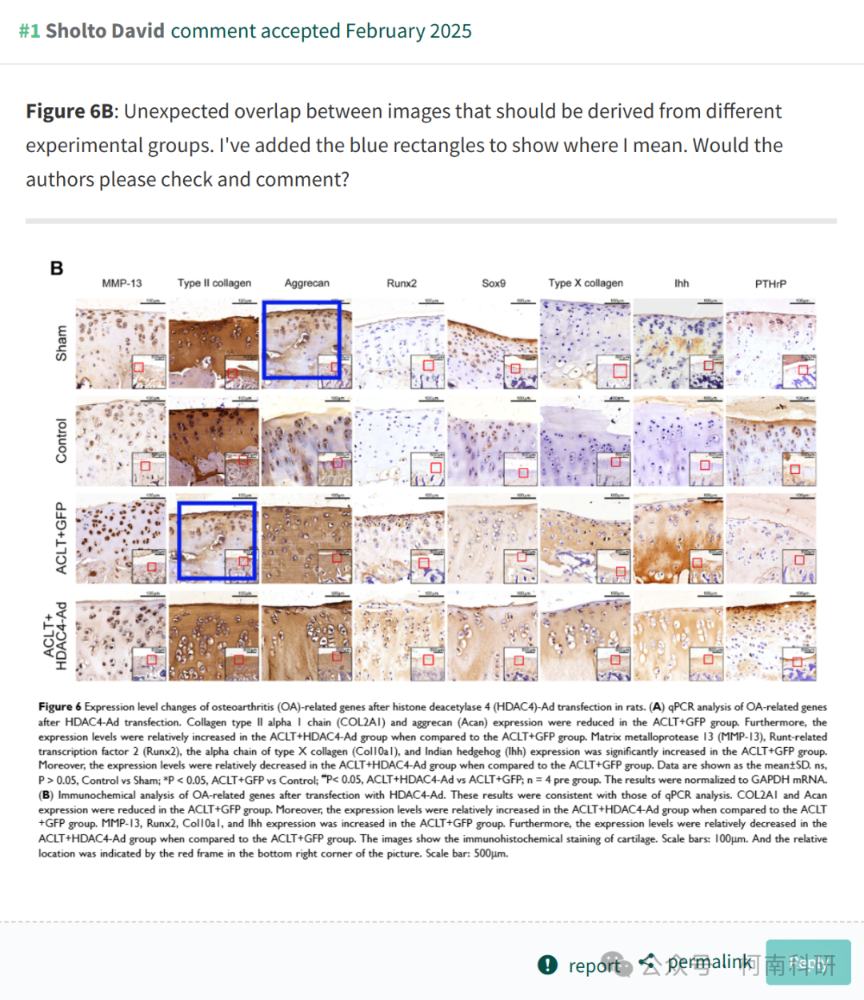 #1 Sholto David comment accepted February 2025
Figure 6B: Unexpected overlap between images that should be derived from different
experimental groups. I've added the blue rectangles to show where I mean. Would the
authors please check and comment?
B
MMP-13 Type II collagen Aggrecan Runx2 Sox9 Type X collagen Ihh PTHrP
Sham
Control
ACLT+GFP
ACLT+
HDAC4-Ad
Figure 6 Expression level changes of osteoarthritis (OA)-related genes after histone deacetylase 4 (HDAC4)-Ad transfection in rats. (A) qPCR analysis of OA-related genes
after HDAC4-Ad transfection. Collagen type II alpha 1 chain (COL2A1) and aggrecan (Acan) expression were reduced in the ACLT+GFP group. Furthermore, the
expression levels were relatively increased in the ACLT+HDAC4-Ad group when compared to the ACLT+GFP group. Matrix metalloprotease 13 (MMP-13), Runt-related
transcription factor 2 (Runx2), the alpha chain of type X collagen (Col10a1), and Indian hedgehog (Ihh) expression was significantly increased in the ACLT+GFP group.
Moreover, the expression levels were relatively decreased in the ACLT+HDAC4-Ad group when compared to the ACLT+GFP group. Data are shown as the mean±SD. ns,
P > 0.05, Control vs Sham; *P < 0.05, ACLT+GFP vs Control; **P< 0.05, ACLT+HDAC4-Ad vs ACLT+GFP; n = 4 pre group. The results were normalized to GAPDH mRNA.
(B) Immunochemical analysis of OA-related genes after transfection with HDAC4-Ad. These results were consistent with those of qPCR analysis. COL2A1 and Acan
expression were reduced in the ACLT+GFP group. Moreover, the expression levels were relatively increased in the ACLT+HDAC4-Ad group when compared to the ACLT
+GFP group. MMP-13, Runx2, Col10a1, and Ihh expression was increased in the ACLT+GFP group. Furthermore, the expression levels were relatively decreased in the
ACLT+HDAC4-Ad group when compared to the ACLT+GFP group. The images show the immunohistochemical staining of cartilage. Scale bars: 100μm. And the relative
location was indicated by the red frame in the bottom right corner of the picture. Scale bar: 500μm.
report permalink Reply
公众号 · 柯南科研